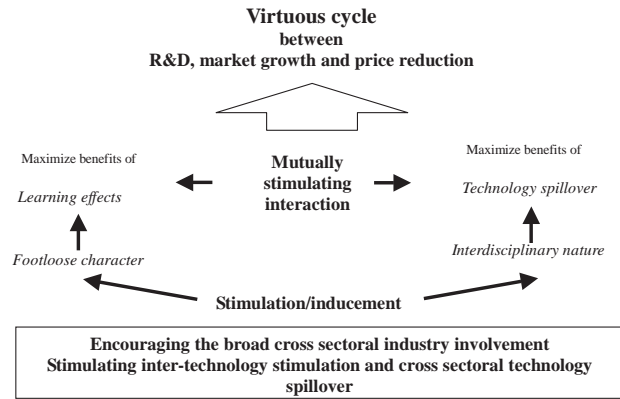 Virtuous cycle
between
R&D, market growth and price reduction
Maximize benefits of
Learning effects
Footloose character
Mutually
stimulating
interaction
Maximize benefits of
Technology spillover
Interdisciplinary nature
Stimulation/inducement
Encouraging the broad cross sectoral industry involvement
Stimulating inter-technology stimulation and cross sectoral technology
spillover